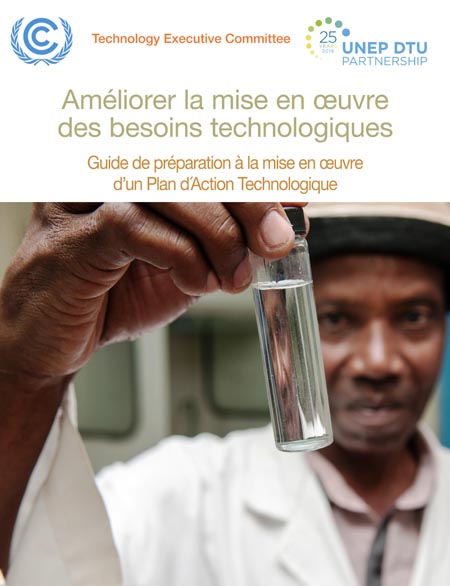 Technology Executive Committee
25
YEARS
2015
UNEP DTU
PARTNERSHIP
Améliorer la mise en œuvre
des besoins technologiques
Guide de préparation à la mise en œuvre
d’un Plan d´Action Technologique